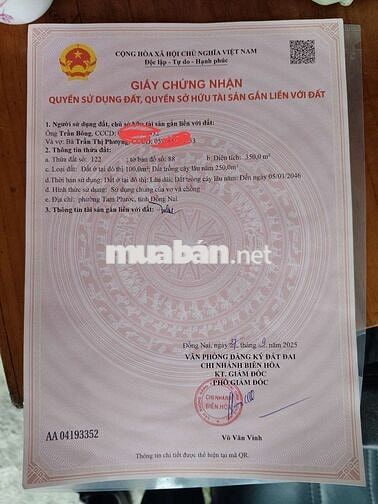 CỘNG HÒA XÃ HỘI CHỦ NGHĨA VIỆT NAM
Độc lập - Tự do - Hạnh phúc
GIẤY CHỨNG NHẬN
QUYỀN SỬ DỤNG ĐẤT, QUYỀN SỞ HỮU TÀI SẢN GẮN LIỀN VỚI ĐẤT
1. Người sử dụng đất, chủ sở hữu tài sản gắn liền với đất:
Ông Trần Bông, CCCD:
Và vợ: Bà Trần Thị Phượng, CCCD:
2. Thông tin thửa đất:
a. Thửa đất số: 122 ; tờ bản đồ số: 88 b. Diện tích: 350,0 m²
c. Loại đất: Đất ở tại đô thị 100,0m²; Đất trồng cây lâu năm 250,0m²
d. Thời hạn sử dụng: Đất ở tại đô thị: Lâu dài; Đất trồng cây lâu năm: Đến ngày 05/01/2046
đ. Hình thức sử dụng: Sử dụng chung của vợ và chồng
e. Địa chỉ: phường Tam Phước, tỉnh Đồng Nai
3. Thông tin tài sản gắn liền với đất:
muaban.net
Đồng Nai, ngày tháng 9 năm 2025
VĂN PHÒNG ĐĂNG KÝ ĐẤT ĐAI
CHI NHÁNH BIÊN HÒA
KT. GIÁM ĐỐC
PHÓ GIÁM ĐỐC
CHI NHÁNH
BIÊN HÒA
AA 04193352
Võ Văn Vinh
Thông tin chi tiết được thể hiện tại mã QR.